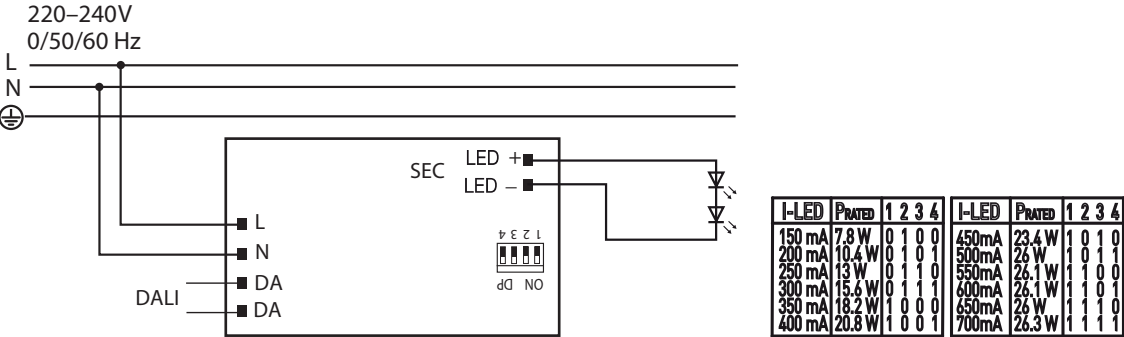 220–240V
0/50/60 Hz
L
N
SEC
LED +
LED –
L
N
DALI
DA
DA
1 2 3 4
ON DP
I-LED PRATED 1 2 3 4
150 mA 7.8 W 0 1 0 0
200 mA 10.4 W 0 1 0 1
250 mA 13 W 0 1 1 0
300 mA 15.6 W 0 1 1 1
350 mA 18.2 W 1 0 0 0
400 mA 20.8 W 1 0 0 1
I-LED PRATED 1 2 3 4
450mA 23.4 W 1 0 1 0
500mA 26 W 1 0 1 1
550mA 26.1 W 1 1 0 0
600mA 26.1 W 1 1 0 1
650mA 26 W 1 1 1 0
700mA 26.3 W 1 1 1 1